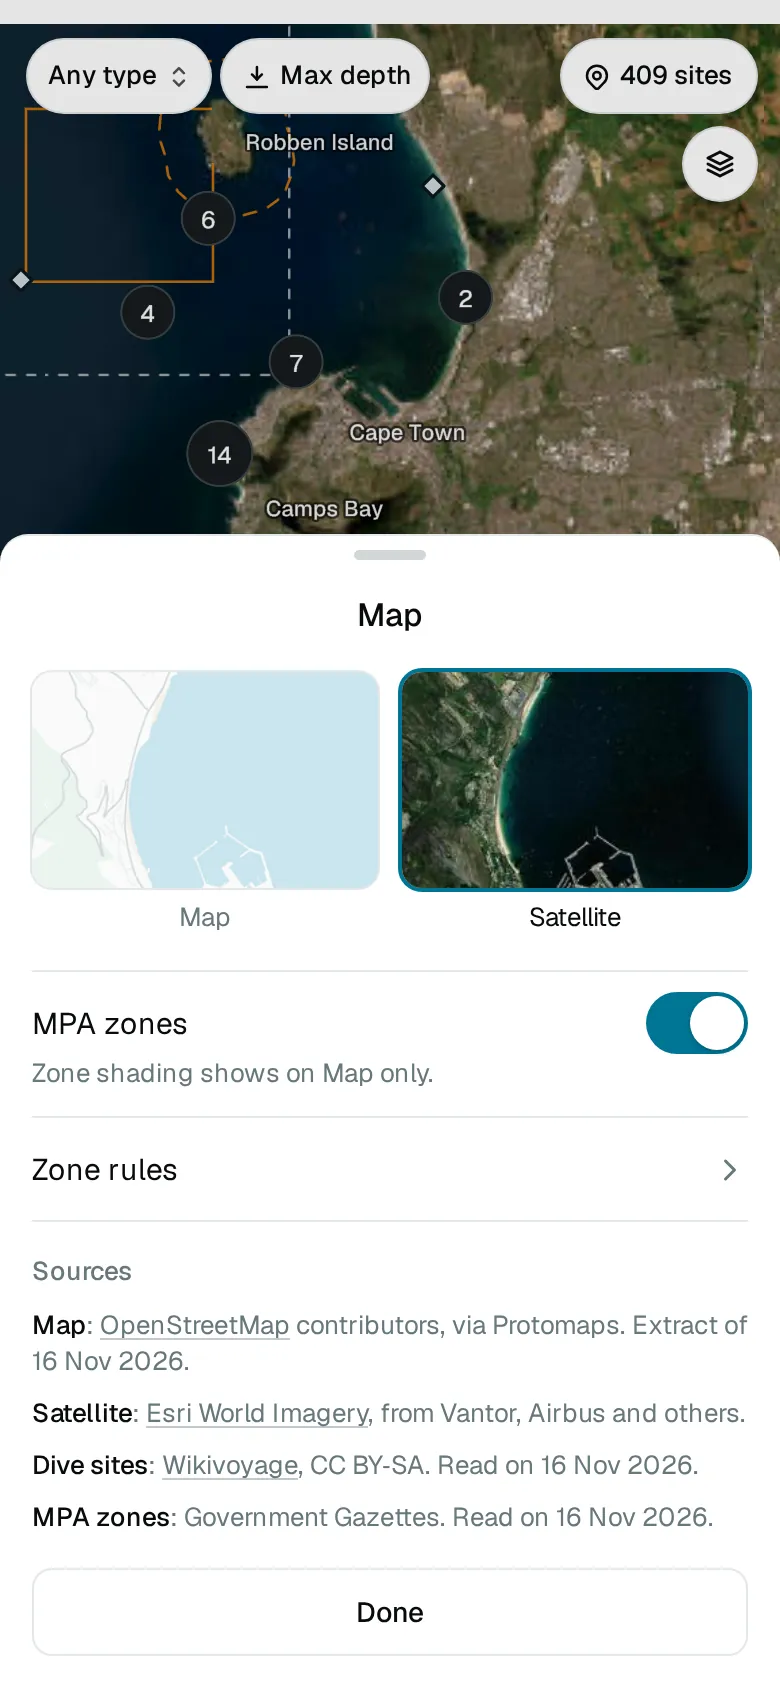 Any type
Max depth
409 sites
Robben Island
6
2
4
7
Cape Town
14
Camps Bay
Map
Map
Satellite
MPA zones
Zone shading shows on Map only.
Zone rules
Sources
Map: OpenStreetMap contributors, via Protomaps. Extract of
16 Nov 2026.
Satellite: Esri World Imagery, from Vantor, Airbus and others.
Dive sites: Wikivoyage, CC BY-SA. Read on 16 Nov 2026.
MPA zones: Government Gazettes. Read on 16 Nov 2026.
Done